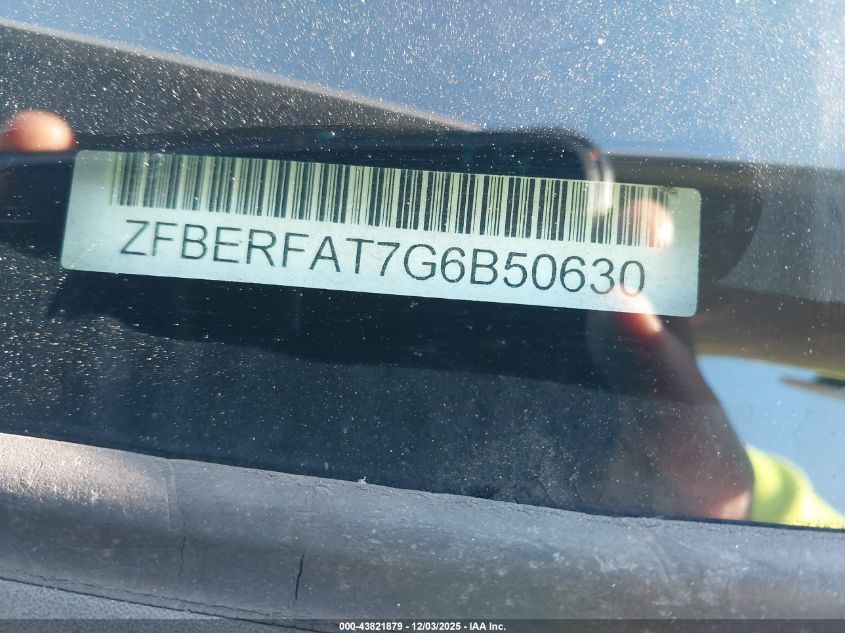 ZFBERFAT7G6B50630
000-43821879 | 12/03/2025 - IAA Inc.